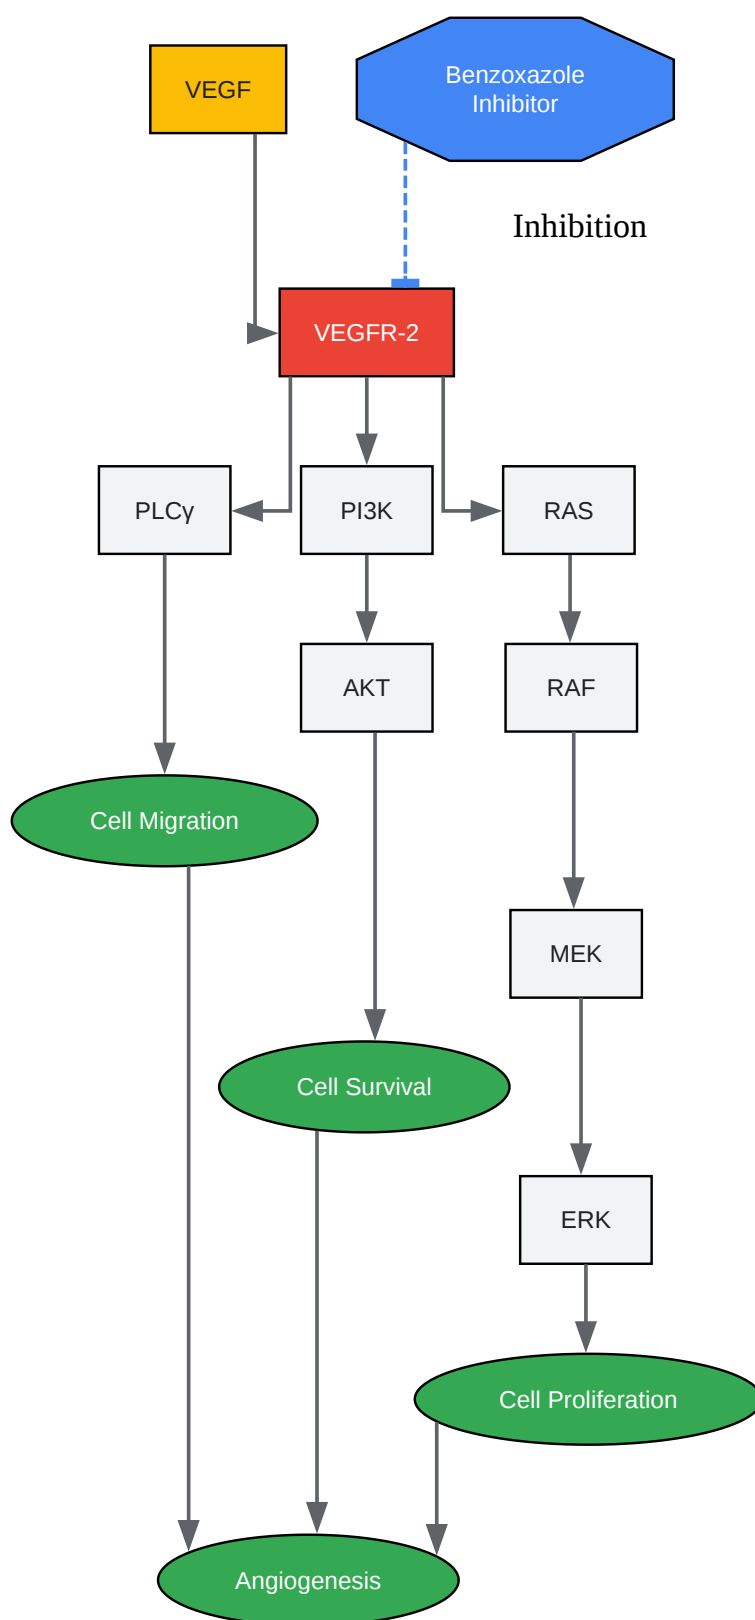 VEGF
Benzoxazole
Inhibitor
Inhibition
VEGFR-2
PLCγ
PI3K
RAS
AKT
RAF
Cell Migration
MEK
Cell Survival
ERK
Cell Proliferation
Angiogenesis